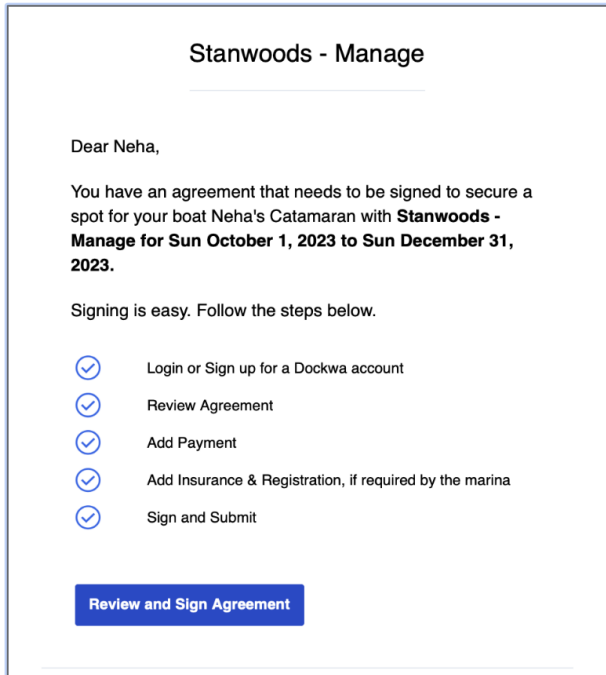 Stanwoods - Manage
Dear Neha,
You have an agreement that needs to be signed to secure a
spot for your boat Neha's Catamaran with Stanwoods -
Manage for Sun October 1, 2023 to Sun December 31,
2023.
Signing is easy. Follow the steps below.
Login or Sign up for a Dockwa account
Review Agreement
Add Payment
Add Insurance & Registration, if required by the marina
Sign and Submit
Review and Sign Agreement